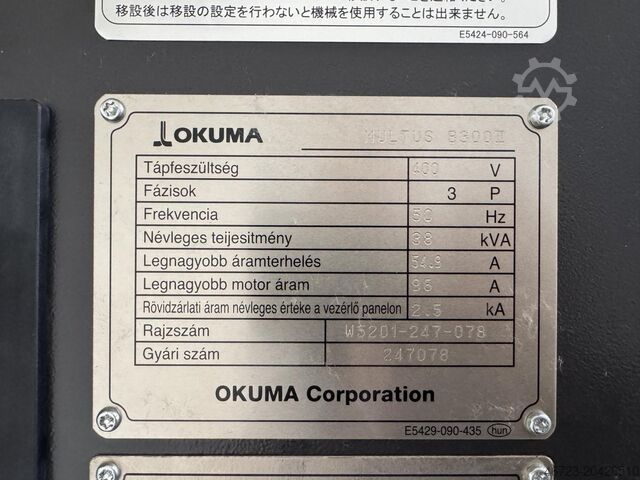 移設後は移設の設定を行わないと機械を使用することは出来ません。
E5424-090-564
OKUMA MULTUS B300II
Tápfeszültség 400 V
Fázisok 3 P
Frekvencia 50 Hz
Névleges teijesitmény 38 kVA
Legnagyobb áramterhelés 54.9 A
Legnagyobb motor áram A
Rövidzárlati áram névleges értéke a vezérlő panelon 2.5 kA
Rajzszám W5201-247-078
Gyári szám 247078
OKUMA Corporation
E5429-090-435 hun